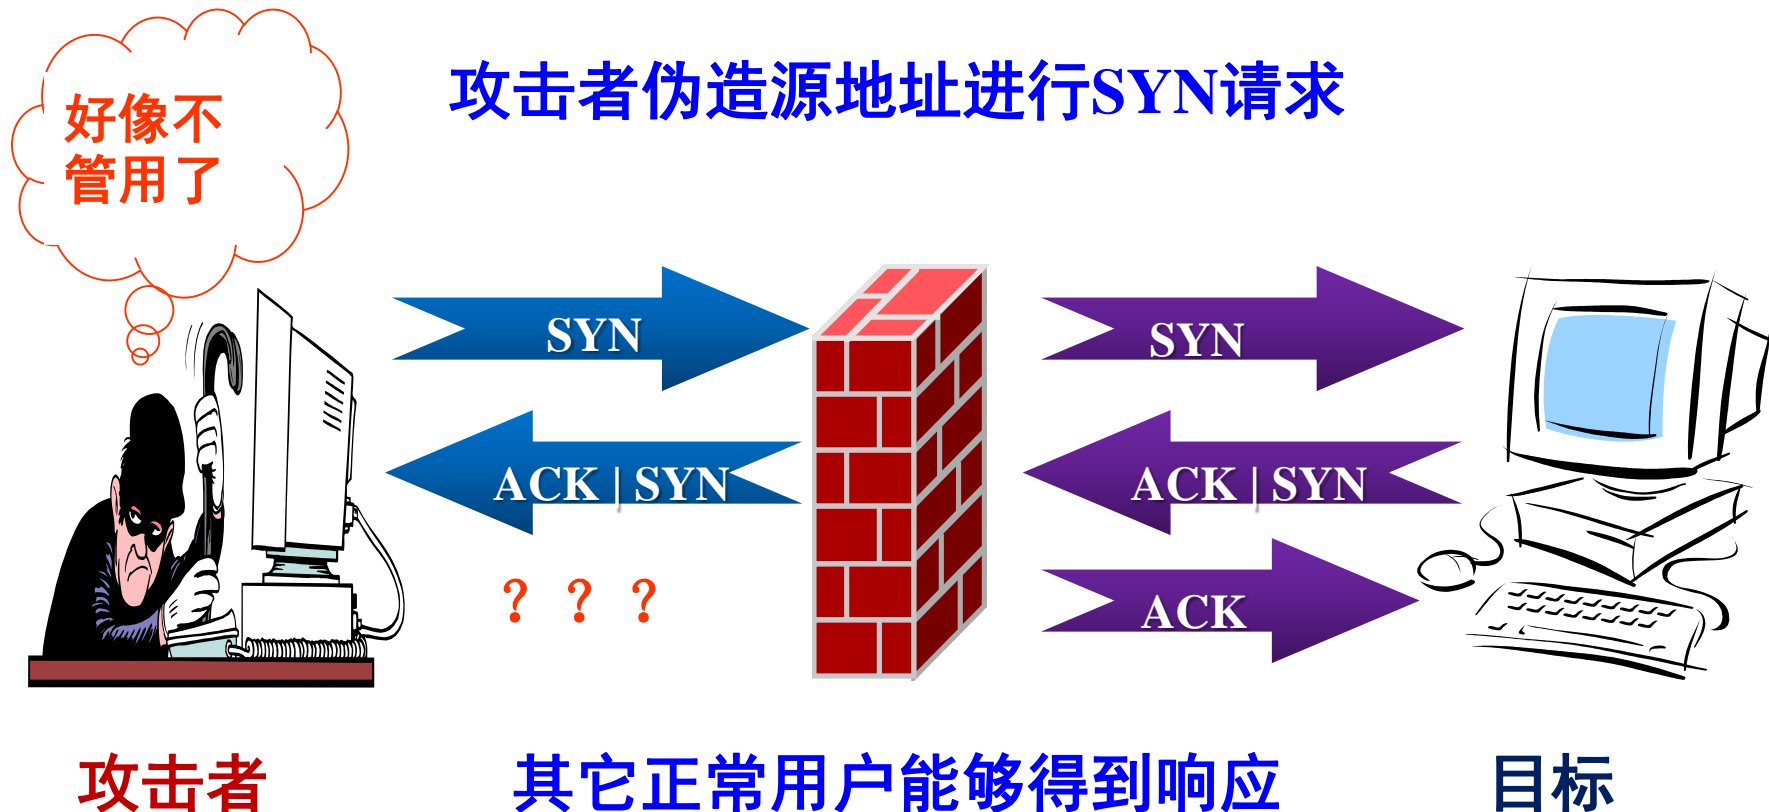 好像不
管用了
攻击者伪造源地址进行SYN请求
SYN
SYN
ACK | SYN
ACK | SYN
？？？
ACK
攻击者
其它正常用户能够得到响应
目标